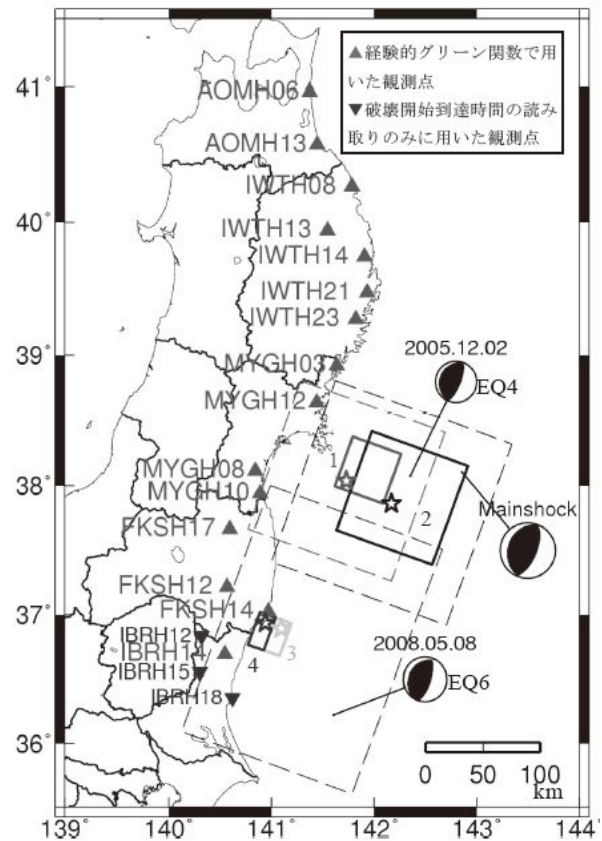 ▲経験的グリーン関数で用
いた観測点
▼破壊開始到達時間の読み
取りのみに用いた観測点
41°
AOMH06
AOMH13
IWTH08
40°
IWTH13
IWTH14
IWTH21
IWTH23
39°
MYGH03
2005.12.02
EQ4
MYGH12
1
38°
MYGH08
MYGH10
2
Mainshock
FKSH17
FKSH12
37°
FKSH14
IBRH12
IBRH14
4
3
2008.05.08
IBRH15
EQ6
IBRH18
36°
0 50 100
km
139° 140° 141° 142° 143° 144°